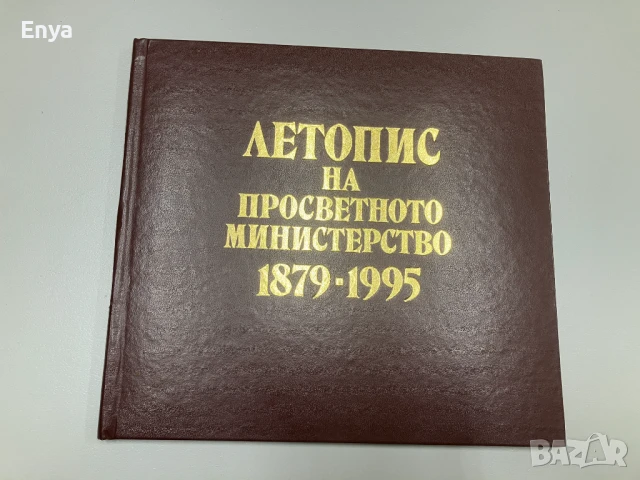 Enya
ЛЕТОПИС
НА
ПРОСВЕТНОТО
МИНИСТЕРСТВО
1879·1995
BAZAR